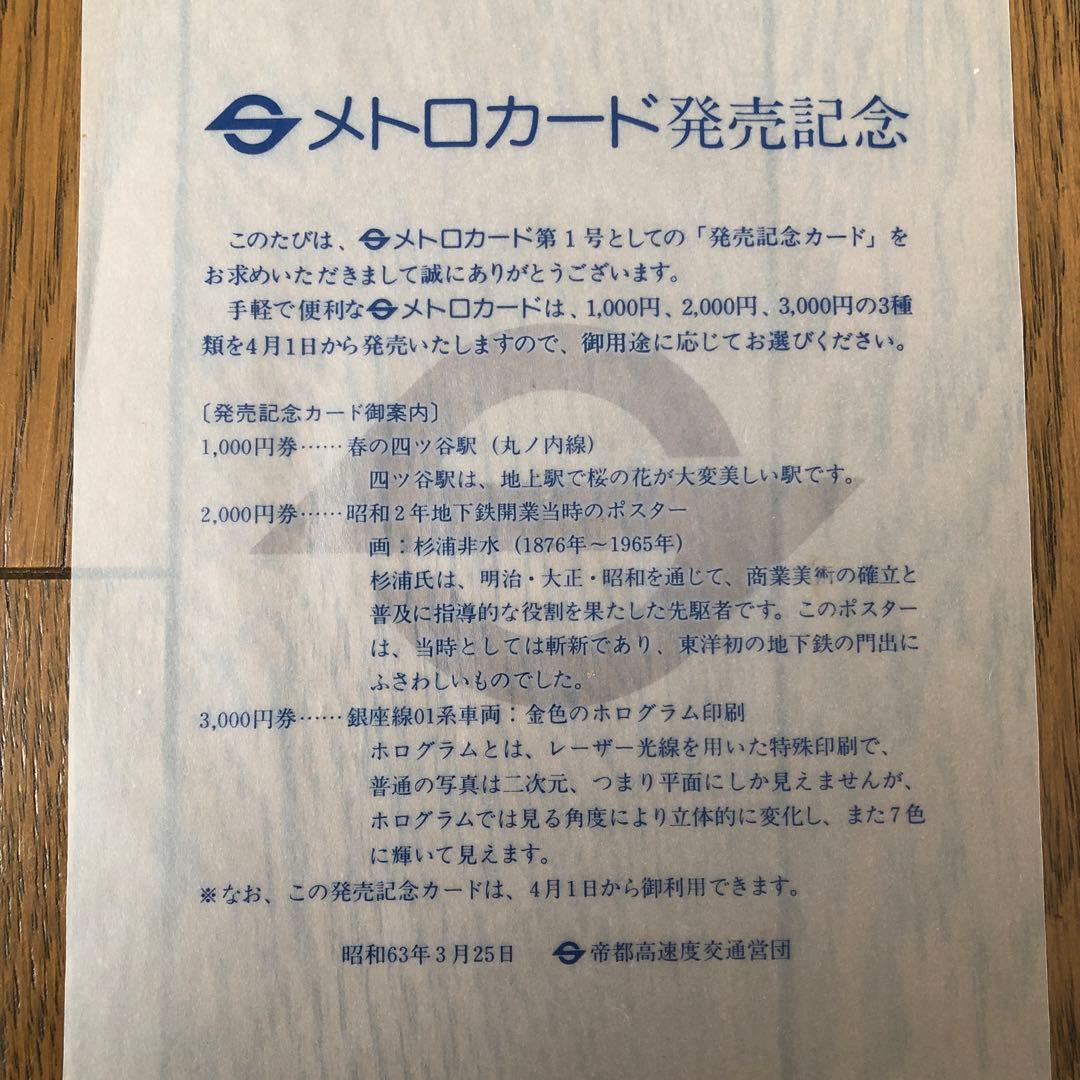 メトロカード発売記念
このたびは、メトロカード第1号としての「発売記念カード」を
お求めいただきまして誠にありがとうございます。
手軽で便利なメトロカードは、1,000円、2,000円、3,000円の3種
類を4月1日から発売いたしますので、御用途に応じてお選びください。
〔発売記念カード御案内〕
1,000円券……春の四ツ谷駅（丸ノ内線）
四ツ谷駅は、地上駅で桜の花が大変美しい駅です。
2,000円券……昭和2年地下鉄開業当時のポスター
画：杉浦非水（1876年～1965年）
杉浦氏は、明治・大正・昭和を通じて、商業美術の確立と
普及に指導的な役割を果たした先駆者です。このポスター
は、当時としては斬新であり、東洋初の地下鉄の門出に
ふさわしいものでした。
3,000円券……銀座線01系車両：金色のホログラム印刷
ホログラムとは、レーザー光線を用いた特殊印刷で、
普通の写真は二次元、つまり平面にしか見えませんが、
ホログラムでは見る角度により立体的に変化し、また7色
に輝いて見えます。
※なお、この発売記念カードは、4月1日から御利用できます。
昭和63年3月25日 帝都高速度交通営団